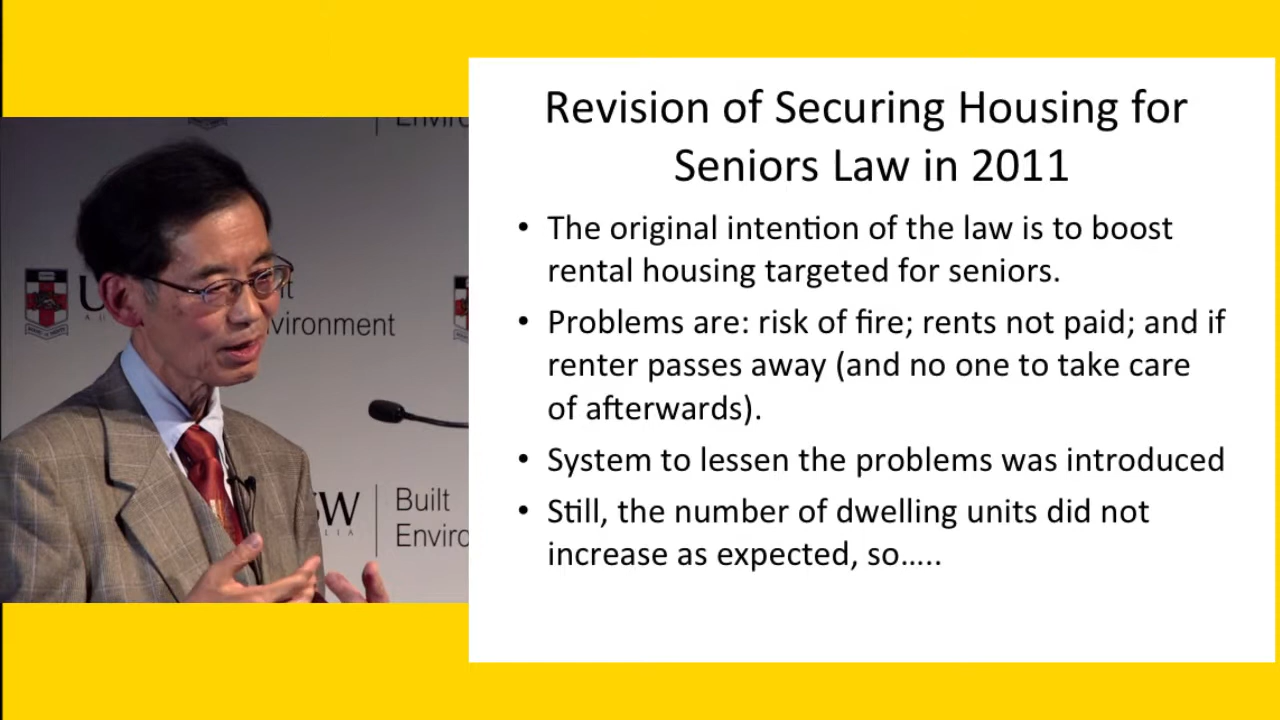 Revision of Securing Housing for
Seniors Law in 2011
• The original intention of the law is to boost
rental housing targeted for seniors.
• Problems are: risk of fire; rents not paid; and if
renter passes away (and no one to take care
of afterwards).
• System to lessen the problems was introduced
• Still, the number of dwelling units did not
increase as expected, so…..
Built